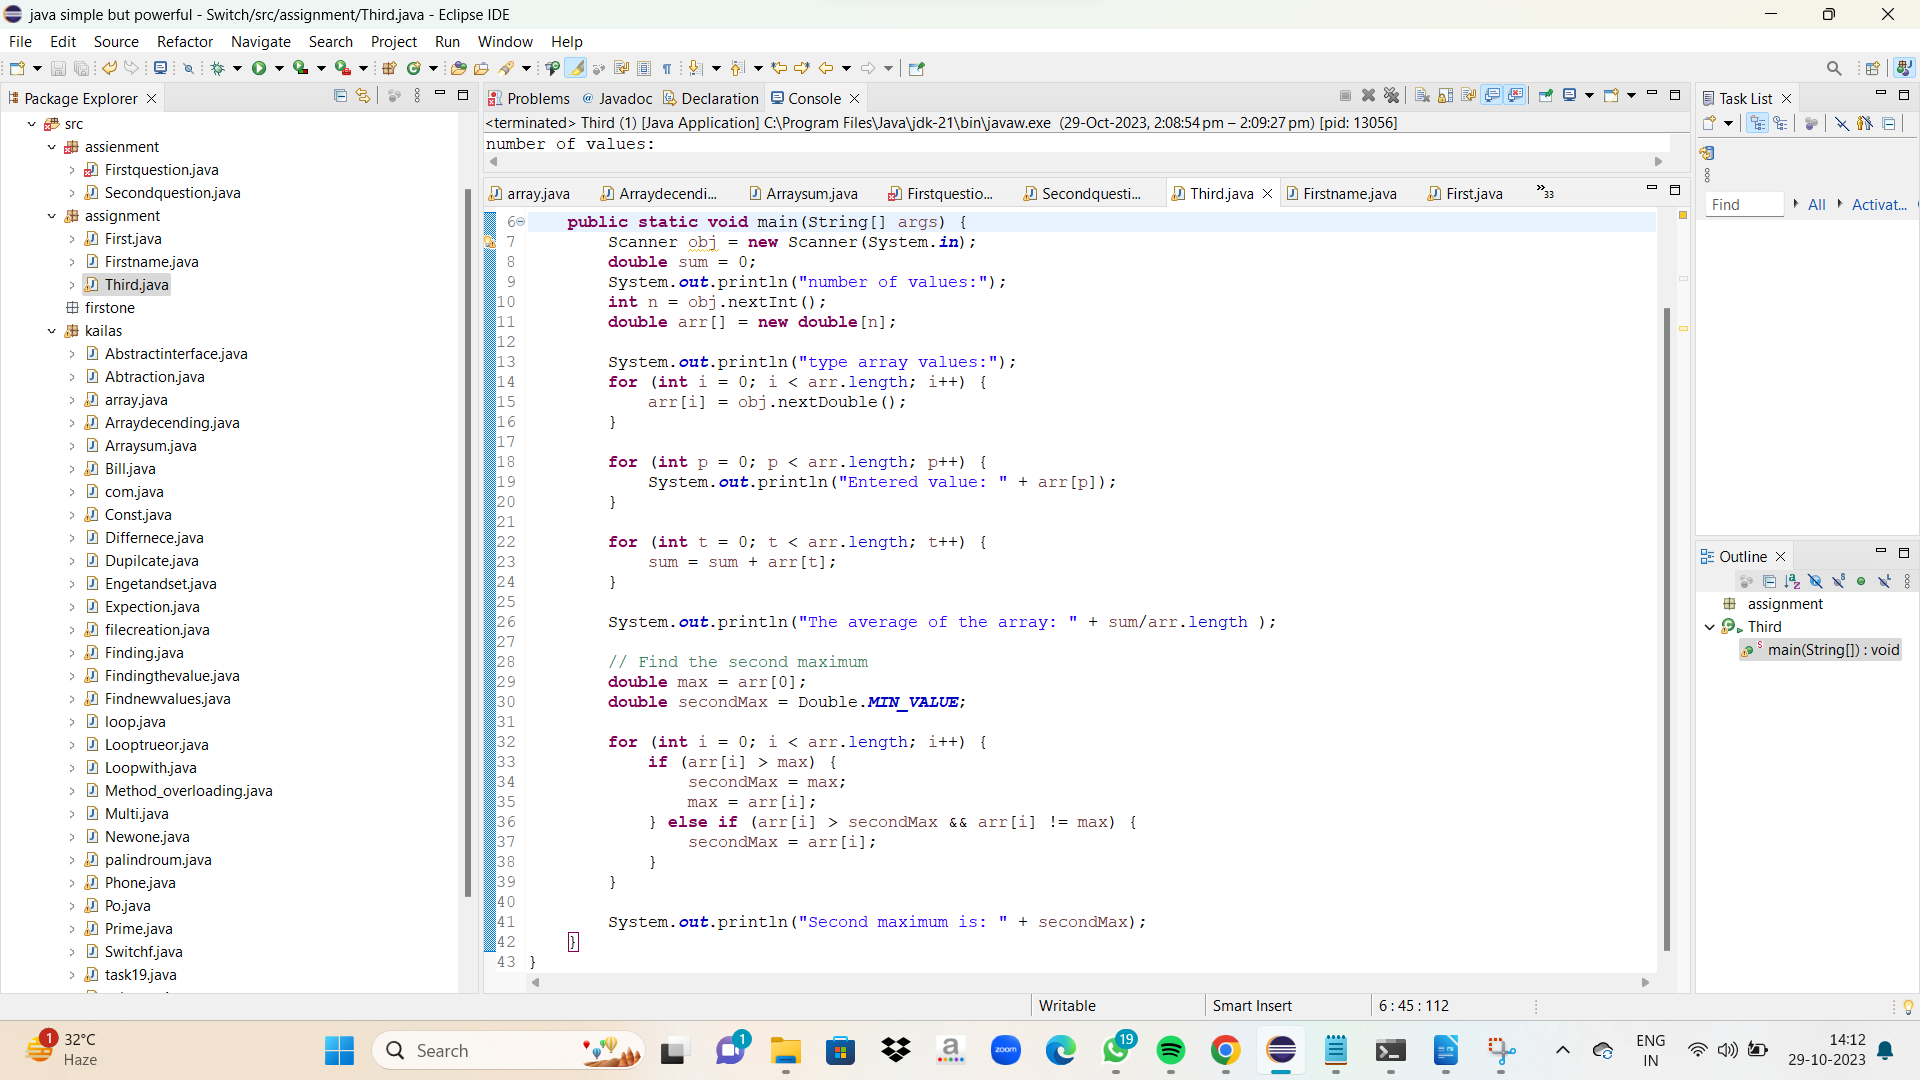 java simple but powerful - Switch/src/assignment/Third.java - Eclipse IDE
File Edit Source Refactor Navigate Search Project Run Window Help
Package Explorer
src
assienment
Firstquestion.java
Secondquestion.java
assignment
First.java
Firstname.java
Third.java
firstone
kailas
Abstractinterface.java
Abtraction.java
array.java
Arraydecending.java
Arraysum.java
Bill.java
com.java
Const.java
Differnece.java
Dupilcate.java
Engetandset.java
Expection.java
filecreation.java
Finding.java
Findingthevalue.java
Findnewvalues.java
loop.java
Looptrueor.java
Loopwith.java
Method_overloading.java
Multi.java
Newone.java
palindroum.java
Phone.java
Po.java
Prime.java
Switchf.java
task19.java
Problems Javadoc Declaration Console
<terminated> Third (1) [Java Application] C:\Program Files\Java\jdk-21\bin\javaw.exe (29-Oct-2023, 2:08:54 pm – 2:09:27 pm) [pid: 13056]
number of values:
array.java Arraydecendi... Arraysum.java Firstquestio... Secondquesti... Third.java Firstname.java First.java »33
6 public static void main(String[] args) {
7 Scanner obj = new Scanner(System.in);
8 double sum = 0;
9 System.out.println("number of values:");
10 int n = obj.nextInt();
11 double arr[] = new double[n];
12
13 System.out.println("type array values:");
14 for (int i = 0; i < arr.length; i++) {
15 arr[i] = obj.nextDouble();
16 }
17
18 for (int p = 0; p < arr.length; p++) {
19 System.out.println("Entered value: " + arr[p]);
20 }
21
22 for (int t = 0; t < arr.length; t++) {
23 sum = sum + arr[t];
24 }
25
26 System.out.println("The average of the array: " + sum/arr.length );
27
28 // Find the second maximum
29 double max = arr[0];
30 double secondMax = Double.MIN_VALUE;
31
32 for (int i = 0; i < arr.length; i++) {
33 if (arr[i] > max) {
34 secondMax = max;
35 max = arr[i];
36 } else if (arr[i] > secondMax && arr[i] != max) {
37 secondMax = arr[i];
38 }
39 }
40
41 System.out.println("Second maximum is: " + secondMax);
42 }
43 }
Task List
Find All Activat...
Outline
assignment
Third
main(String[]) : void
Writable Smart Insert 6 : 45 : 112
1 32°C
Haze
Search
1
a
zoom
19
ENG
IN
14:12
29-10-2023